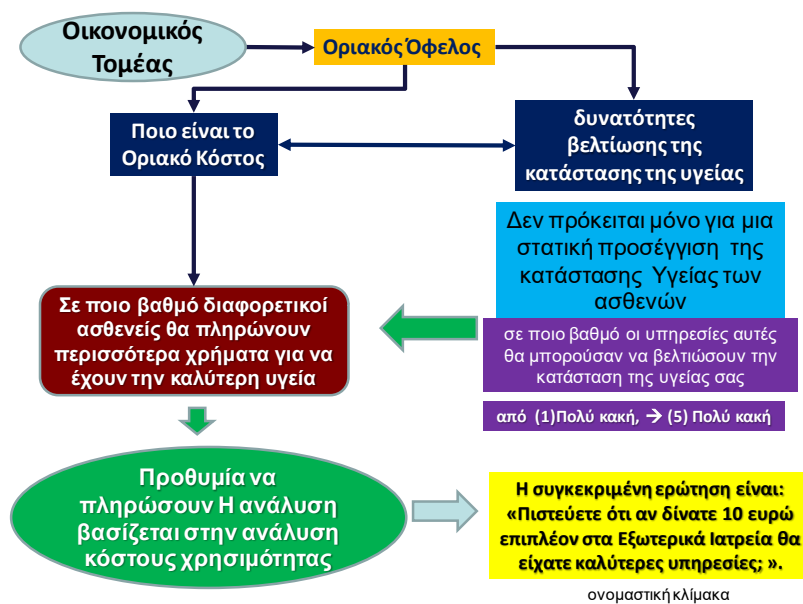 Οικονομικός
Τομέας
Οριακός Όφελος
Ποιο είναι το
Οριακό Κόστος
δυνατότητες
βελτίωσης της
κατάστασης της υγείας
Δεν πρόκειται μόνο για μια
στατική προσέγγιση της
κατάστασης Υγείας των
ασθενών
Σε ποιο βαθμό διαφορετικοί
ασθενείς θα πληρώνουν
περισσότερα χρήματα για να
έχουν την καλύτερη υγεία
σε ποιο βαθμό οι υπηρεσίες αυτές
θα μπορούσαν να βελτιώσουν την
κατάσταση της υγείας σας
από (1)Πολύ κακή, → (5) Πολύ κακή
Προθυμία να
πληρώσουν Η ανάλυση
βασίζεται στην ανάλυση
κόστους χρησιμότητας
Η συγκεκριμένη ερώτηση είναι:
«Πιστεύετε ότι αν δίνατε 10 ευρώ
επιπλέον στα Εξωτερικά Ιατρεία θα
είχατε καλύτερες υπηρεσίες; ».
ονομαστική κλίμακα